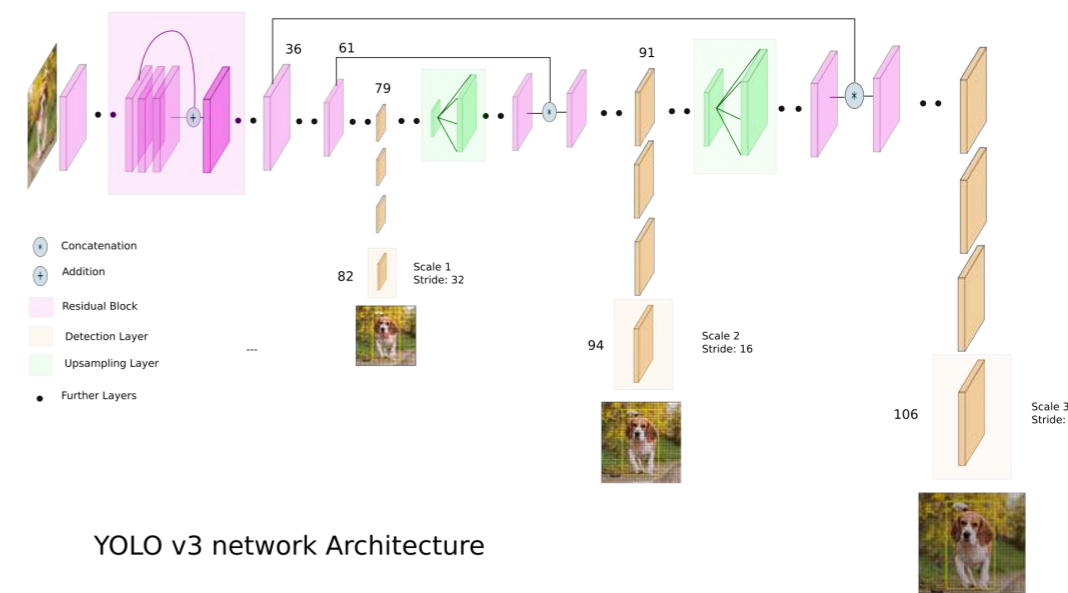 36
61
91
79
Concatenation
Addition
Residual Block
Detection Layer
Upsampling Layer
Further Layers
---
82
Scale 1
Stride: 32
94
Scale 2
Stride: 16
106
Scale 3
Stride:
YOLO v3 network Architecture